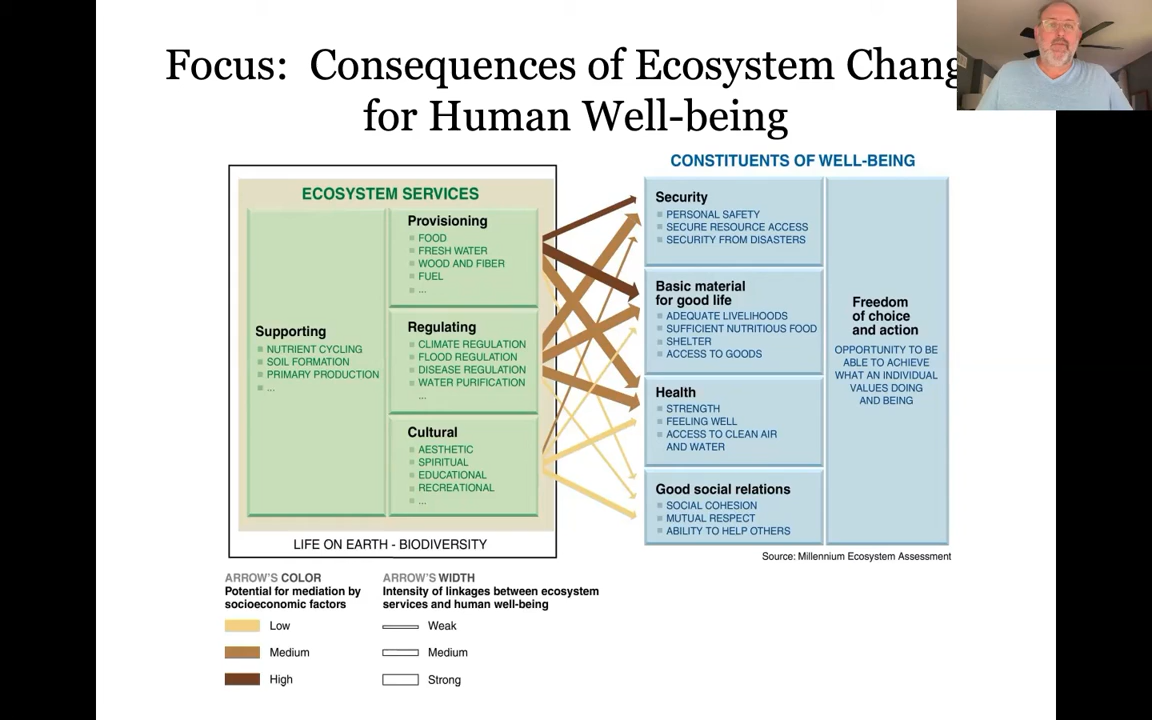 Focus:  Consequences of Ecosystem Chang
for Human Well-being
ECOSYSTEM SERVICES
Supporting
NUTRIENT CYCLING
SOIL FORMATION
PRIMARY PRODUCTION
...
Provisioning
FOOD
FRESH WATER
WOOD AND FIBER
FUEL
...
Regulating
CLIMATE REGULATION
FLOOD REGULATION
DISEASE REGULATION
WATER PURIFICATION
...
Cultural
AESTHETIC
SPIRITUAL
EDUCATIONAL
RECREATIONAL
...
LIFE ON EARTH - BIODIVERSITY
CONSTITUENTS OF WELL-BEING
Security
PERSONAL SAFETY
SECURE RESOURCE ACCESS
SECURITY FROM DISASTERS
Basic material
for good life
ADEQUATE LIVELIHOODS
SUFFICIENT NUTRITIOUS FOOD
SHELTER
ACCESS TO GOODS
Health
STRENGTH
FEELING WELL
ACCESS TO CLEAN AIR
AND WATER
Good social relations
SOCIAL COHESION
MUTUAL RESPECT
ABILITY TO HELP OTHERS
Freedom
of choice
and action
OPPORTUNITY TO BE
ABLE TO ACHIEVE
WHAT AN INDIVIDUAL
VALUES DOING
AND BEING
Source: Millennium Ecosystem Assessment
ARROW'S COLOR
Potential for mediation by
socioeconomic factors
Low
Medium
High
ARROW'S WIDTH
Intensity of linkages between ecosystem
services and human well-being
Weak
Medium
Strong